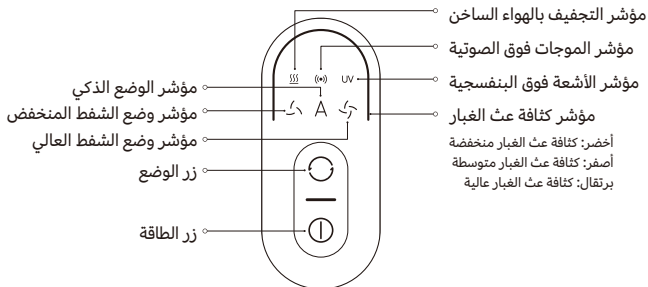 مؤشر التجفيف بالهواء الساخن
مؤشر الموجات فوق الصوتية
مؤشر الأشعة فوق البنفسجية
مؤشر كثافة عث الغبار
أخضر: كثافة عث الغبار منخفضة
أصفر: كثافة عث الغبار متوسطة
برتقال: كثافة عث الغبار عالية
UV
A
مؤشر الوضع الذكي
مؤشر وضع الشفط المنخفض
مؤشر وضع الشفط العالي
زر الوضع
زر الطاقة